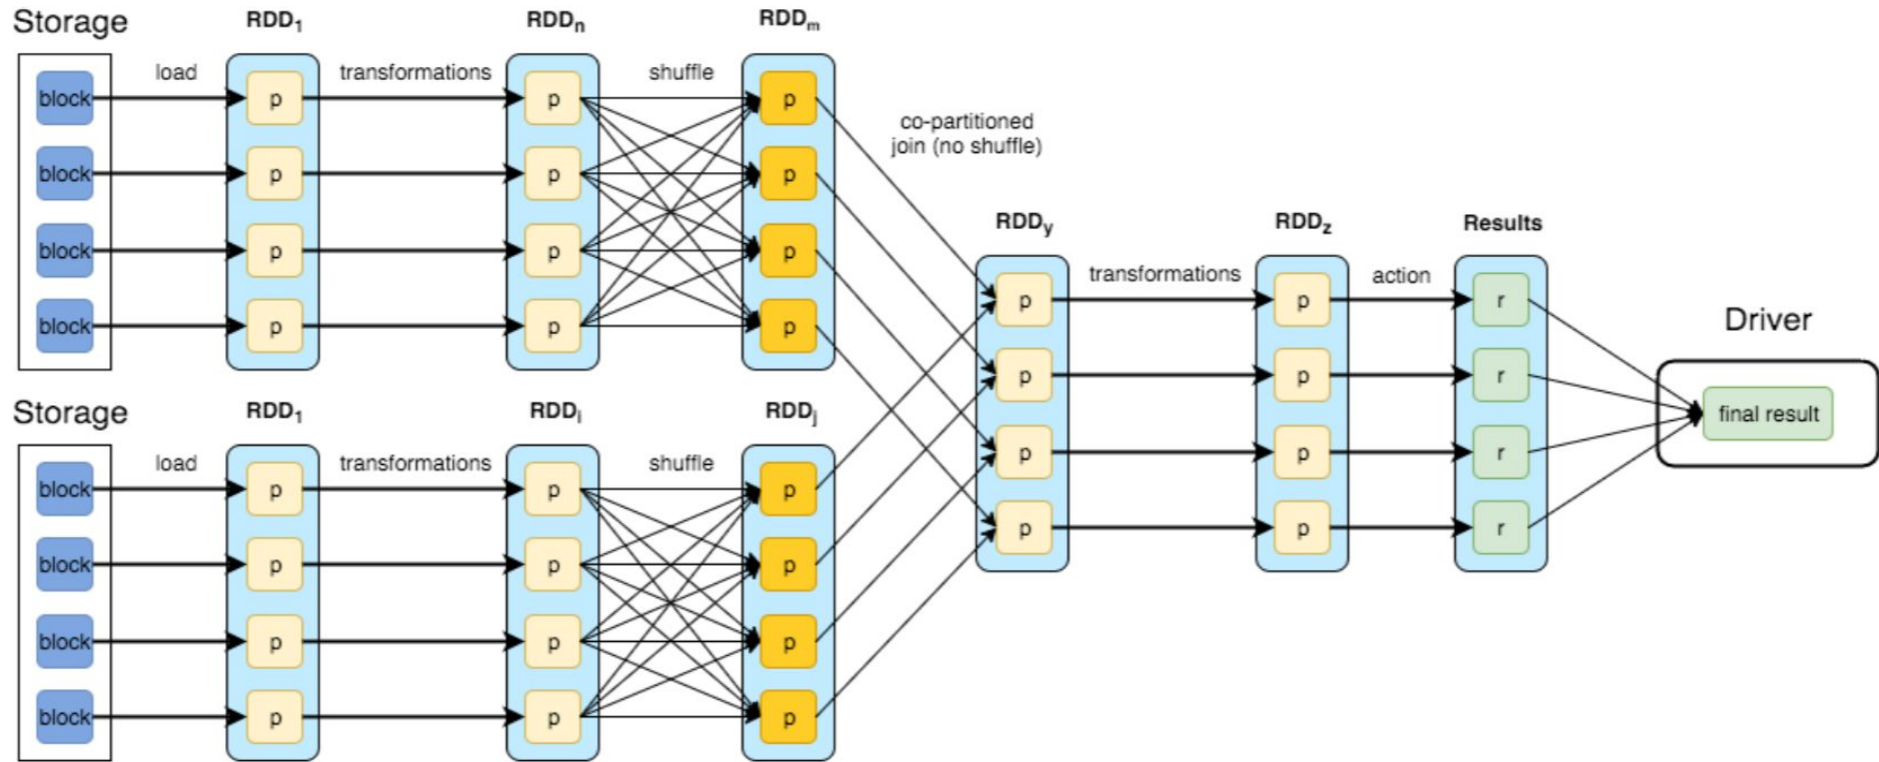 Storage
RDD₁
RDDₙ
RDDₘ
load
transformations
shuffle
block
p
p
p
block
p
p
p
block
p
p
p
block
p
p
p
co-partitioned
join (no shuffle)
Storage
RDD₁
RDDᵢ
RDDⱼ
load
transformations
shuffle
block
p
p
p
block
p
p
p
block
p
p
p
block
p
p
p
RDDy
RDDz
Results
transformations
action
p
p
r
p
p
r
p
p
r
p
p
r
Driver
final result